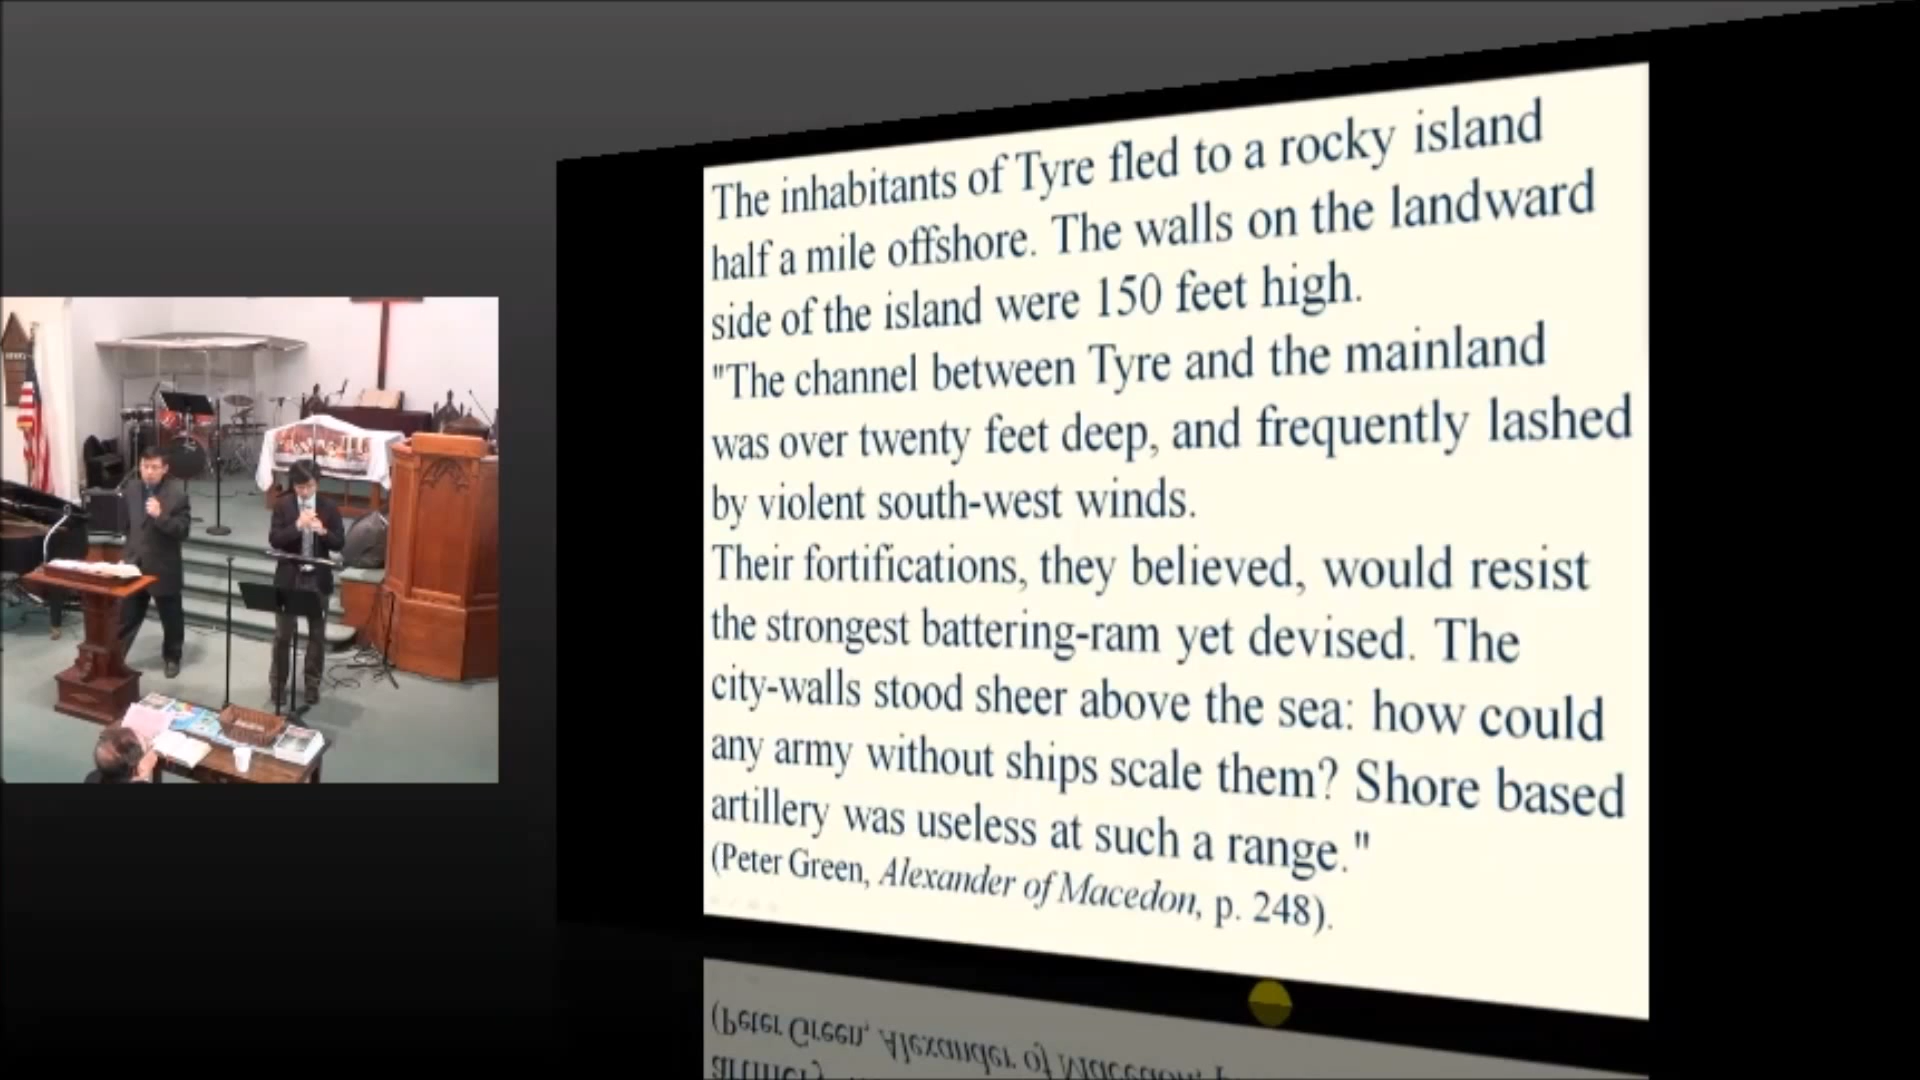 The inhabitants of Tyre fled to a rocky island
half a mile offshore. The walls on the landward
side of the island were 150 feet high.
"The channel between Tyre and the mainland
was over twenty feet deep, and frequently lashed
by violent south-west winds.
Their fortifications, they believed, would resist
the strongest battering-ram yet devised. The
city-walls stood sheer above the sea: how could
any army without ships scale them? Shore based
artillery was useless at such a range."
(Peter Green, Alexander of Macedon, p. 248).